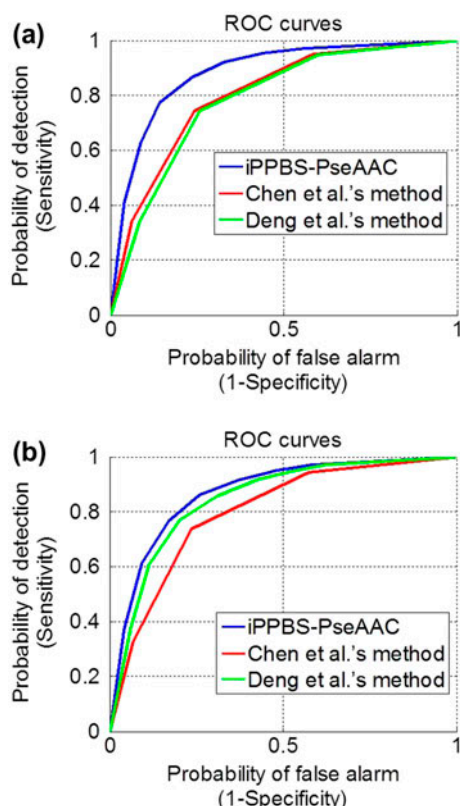 (a)
ROC curves
Probability of detection
(Sensitivity)
1
0.8
0.6
0.4
0.2
0
iPPBS-PseAAC
Chen et al.'s method
Deng et al.'s method
0
0.5
1
Probability of false alarm
(1-Specificity)
(b)
ROC curves
Probability of detection
(Sensitivity)
1
0.8
0.6
0.4
0.2
0
iPPBS-PseAAC
Chen et al.'s method
Deng et al.'s method
0
0.5
1
Probability of false alarm
(1-Specificity)